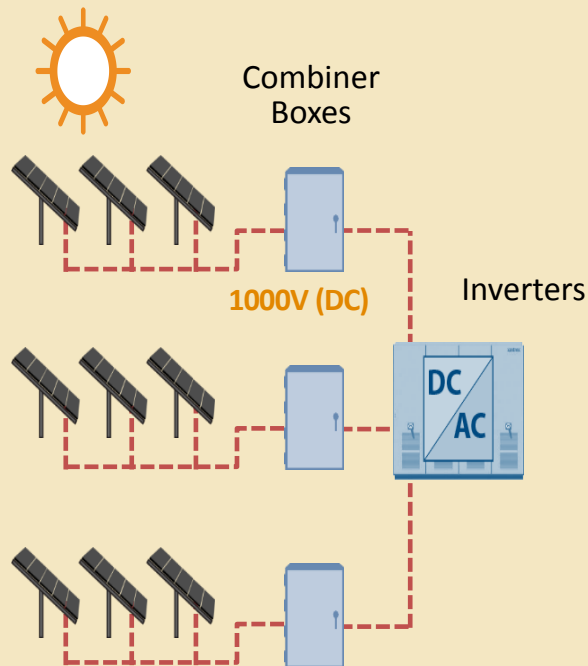 Combiner
Boxes
1000V (DC)
Inverters
DC
AC